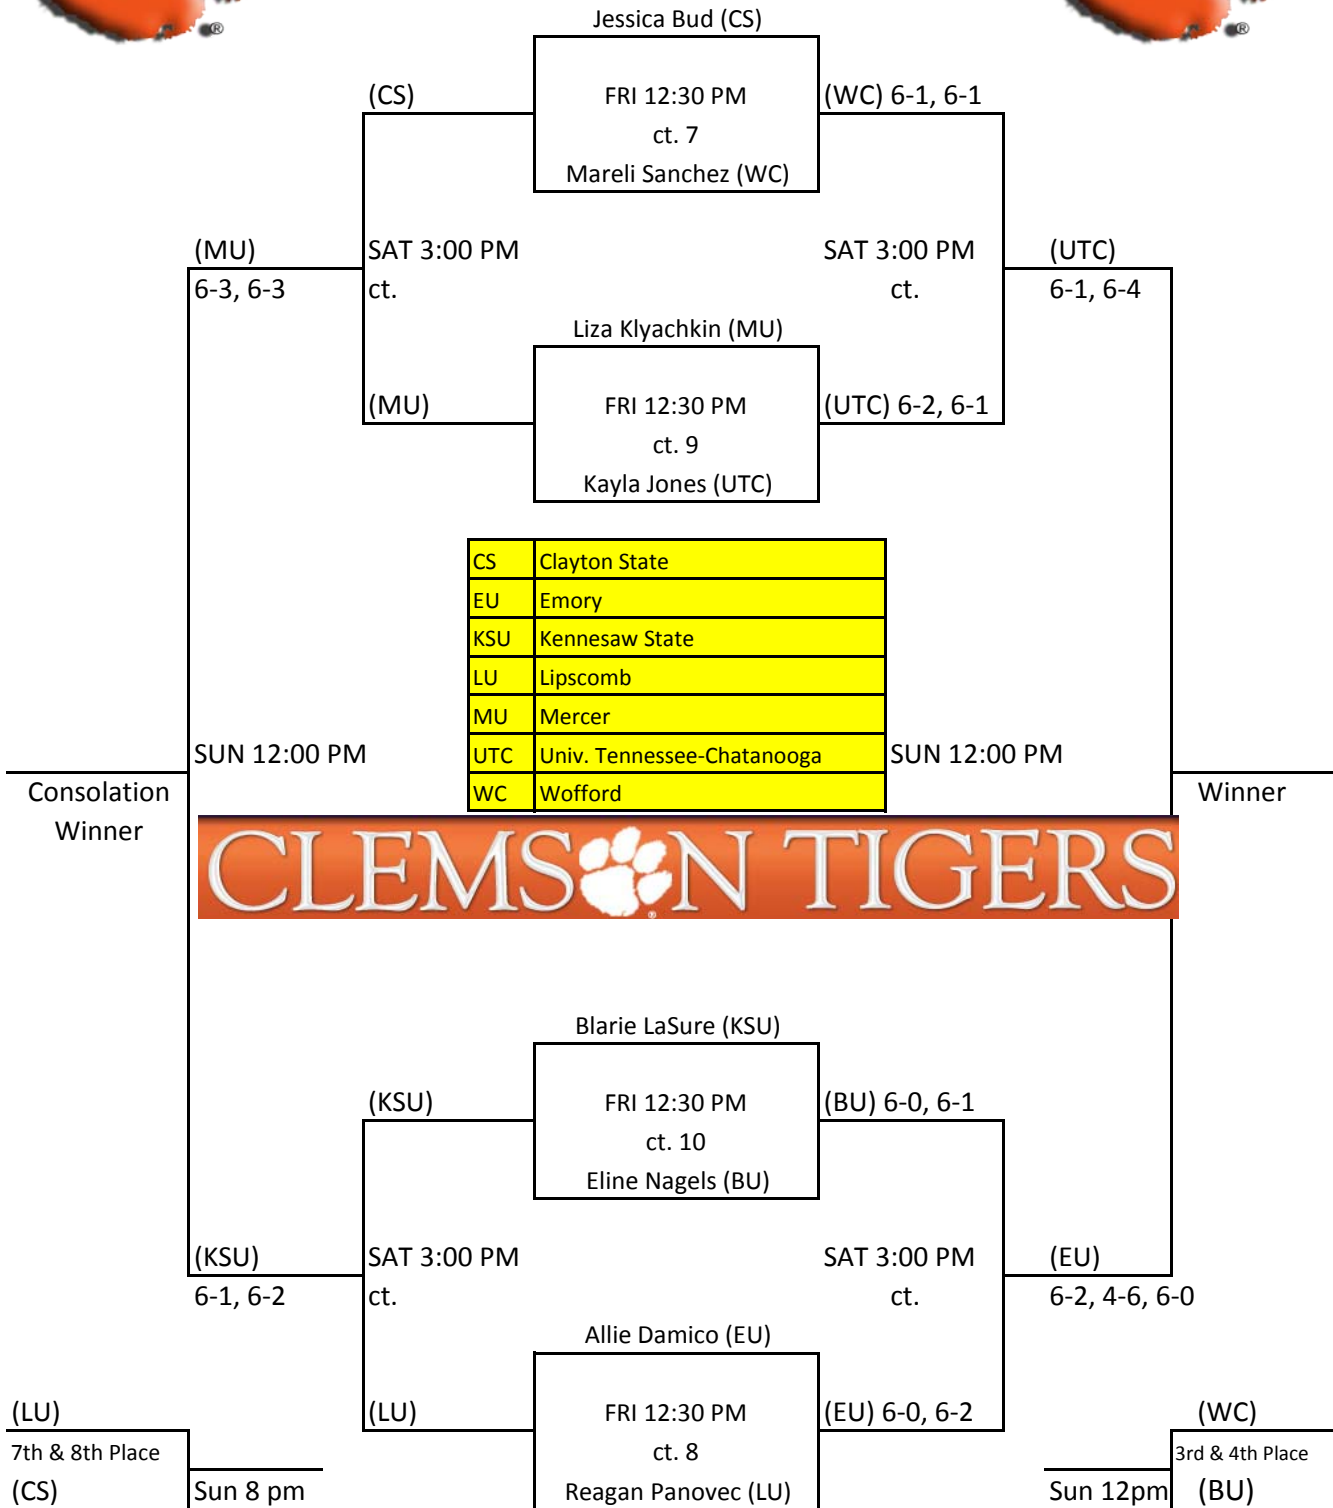 ® ®
Jessica Bud (CS)
(CS) FRI 12:30 PM (WC) 6-1, 6-1
ct. 7
Mareli Sanchez (WC)
(MU) SAT 3:00 PM SAT 3:00 PM (UTC)
6-3, 6-3 ct. ct. 6-1, 6-4
Liza Klyachkin (MU)
(MU) FRI 12:30 PM (UTC) 6-2, 6-1
ct. 9
Kayla Jones (UTC)
CS Clayton State
EU Emory
KSU Kennesaw State
LU Lipscomb
MU Mercer
SUN 12:00 PM UTC Univ. Tennessee-Chatanooga SUN 12:00 PM
Consolation WC Wofford Winner
Winner
CLEMSON TIGERS
®
Blarie LaSure (KSU)
(KSU) FRI 12:30 PM (BU) 6-0, 6-1
ct. 10
Eline Nagels (BU)
(KSU) SAT 3:00 PM SAT 3:00 PM (EU)
6-1, 6-2 ct. ct. 6-2, 4-6, 6-0
Allie Damico (EU)
(LU) (LU) FRI 12:30 PM (EU) 6-0, 6-2 (WC)
7th & 8th Place ct. 8 3rd & 4th Place
(CS) Sun 8 pm Reagan Panovec (LU) Sun 12pm (BU)